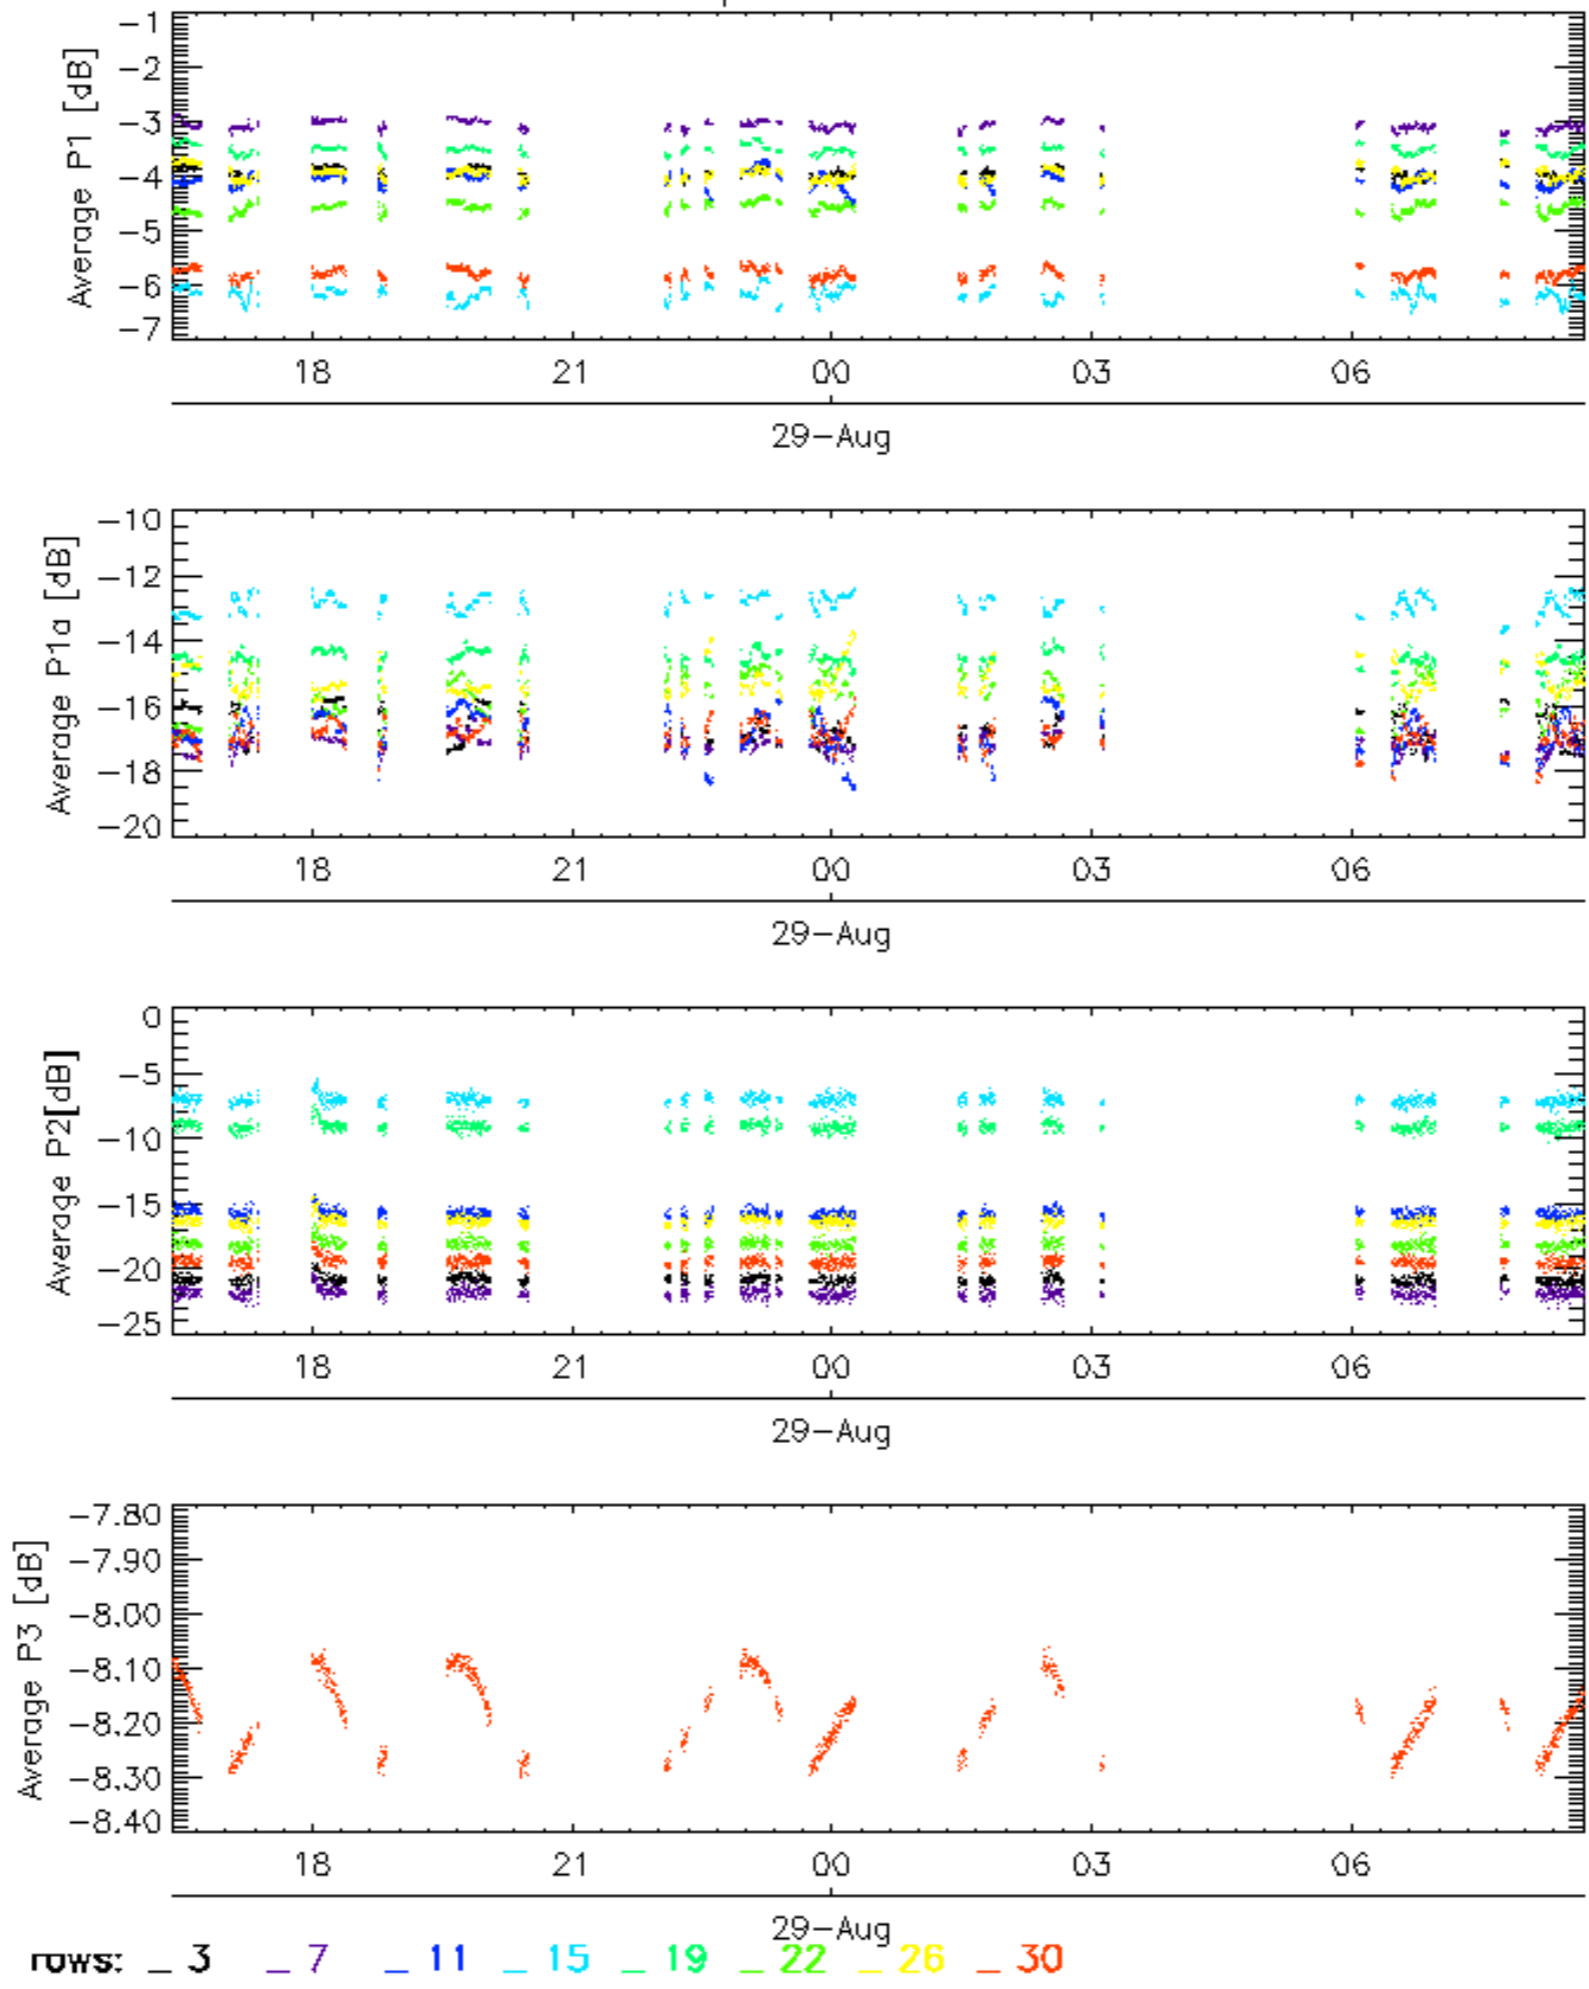 Average P1 [dB]
-1
-2
-3
-4
-5
-6
-7
18 21 00 03 06
29-Aug
Average P1a [dB]
-10
-12
-14
-16
-18
-20
18 21 00 03 06
29-Aug
Average P2[dB]
0
-5
-10
-15
-20
-25
18 21 00 03 06
29-Aug
Average P3 [dB]
-7.80
-7.90
-8.00
-8.10
-8.20
-8.30
-8.40
18 21 00 03 06
29-Aug
rows: _ 3 _ 7 _ 11 _ 15 _ 19 _ 22 _ 26 _ 30